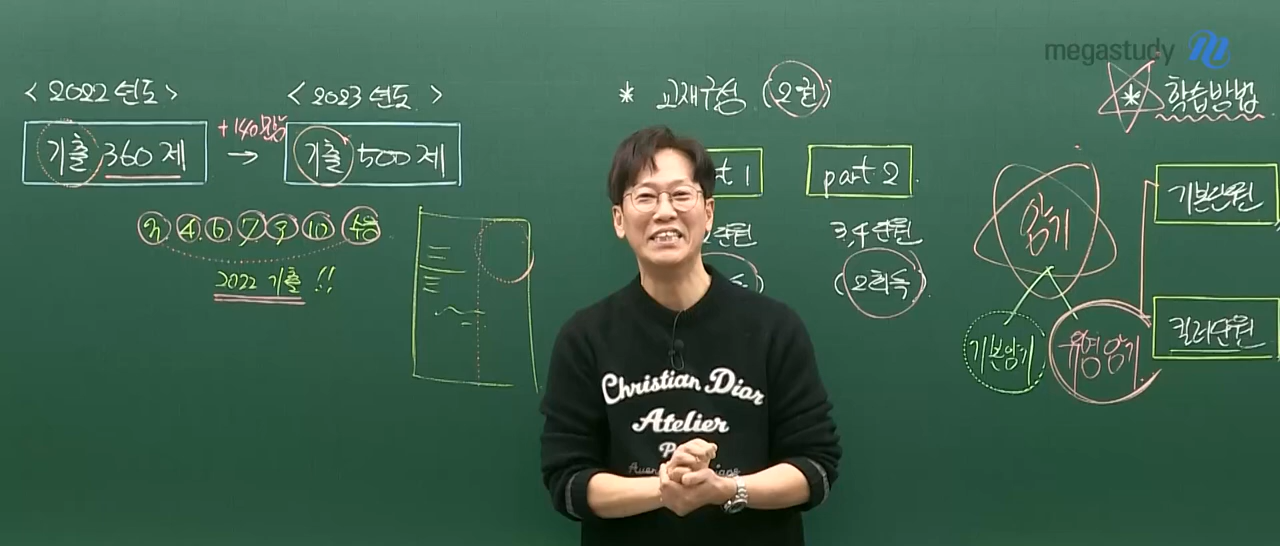 megastudy
< 2022 년도 >
기출 360 제
+140문항
→
< 2023 년도 >
기출 500 제
4 6 7 9 10 수능
2022 기출 !!
* 교재구성 (2권)
t 1
단원
part 2
3,4 단원
(2회독)
* 학습방법
암기
기본암기
유형암기
기본단원
킬러단원
Christian Dior
Atelier